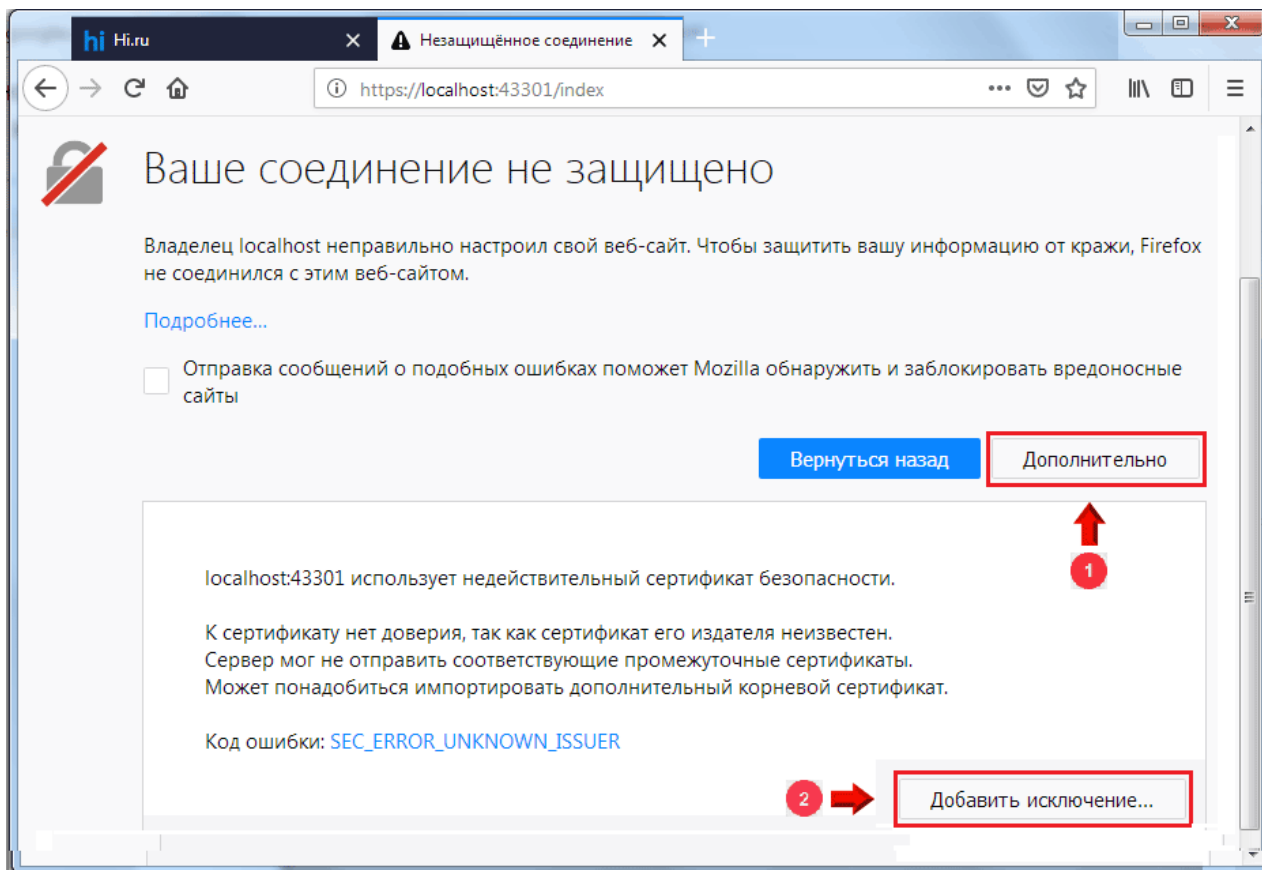 hi Hi.ru
Незащищённое соединение
https://localhost:43301/index
Ваше соединение не защищено
Владелец localhost неправильно настроил свой веб-сайт. Чтобы защитить вашу информацию от кражи, Firefox
не соединился с этим веб-сайтом.
Подробнее...
Отправка сообщений о подобных ошибках поможет Mozilla обнаружить и заблокировать вредоносные
сайты
Вернуться назад
Дополнительно
1
localhost:43301 использует недействительный сертификат безопасности.
К сертификату нет доверия, так как сертификат его издателя неизвестен.
Сервер мог не отправить соответствующие промежуточные сертификаты.
Может понадобиться импортировать дополнительный корневой сертификат.
Код ошибки: SEC_ERROR_UNKNOWN_ISSUER
2
Добавить исключение...